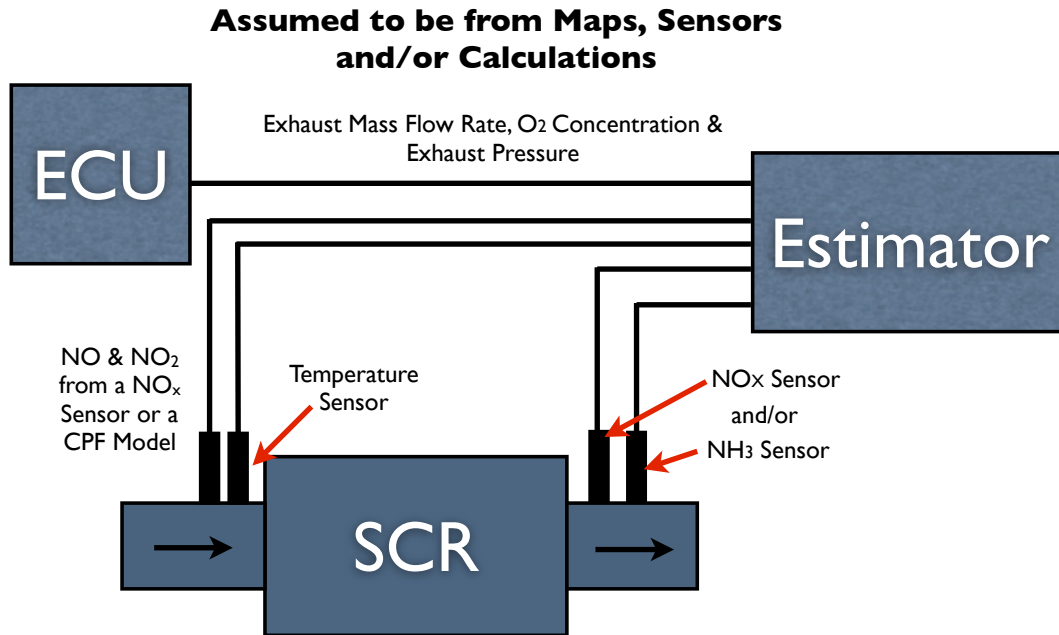 Assumed to be from Maps, Sensors
and/or Calculations
ECU
Exhaust Mass Flow Rate, O₂ Concentration &
Exhaust Pressure
Estimator
NO & NO₂
from a NOₓ
Sensor or a
CPF Model
Temperature
Sensor
NOx Sensor
and/or
NH₃ Sensor
SCR